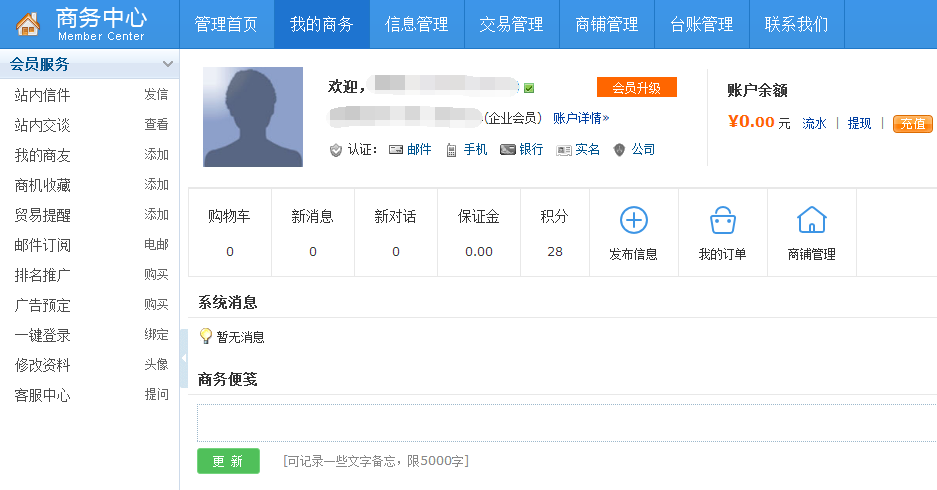 商务中心
Member Center
管理首页 我的商务 信息管理 交易管理 商铺管理 台账管理 联系我们
会员服务
站内信件 发信
站内交谈 查看
我的商友 添加
商机收藏 添加
贸易提醒 添加
邮件订阅 电邮
排名推广 购买
广告预定 购买
一键登录 绑定
修改资料 头像
客服中心 提问
欢迎，
会员升级
(企业会员) 账户详情»
认证： 邮件 手机 银行 实名 公司
账户余额
¥0.00 元 流水 | 提现 | 充值
购物车 新消息 新对话 保证金 积分
0 0 0 0.00 28
发布信息 我的订单 商铺管理
系统消息
暂无消息
商务便笺
更 新 [可记录一些文字备忘，限5000字]